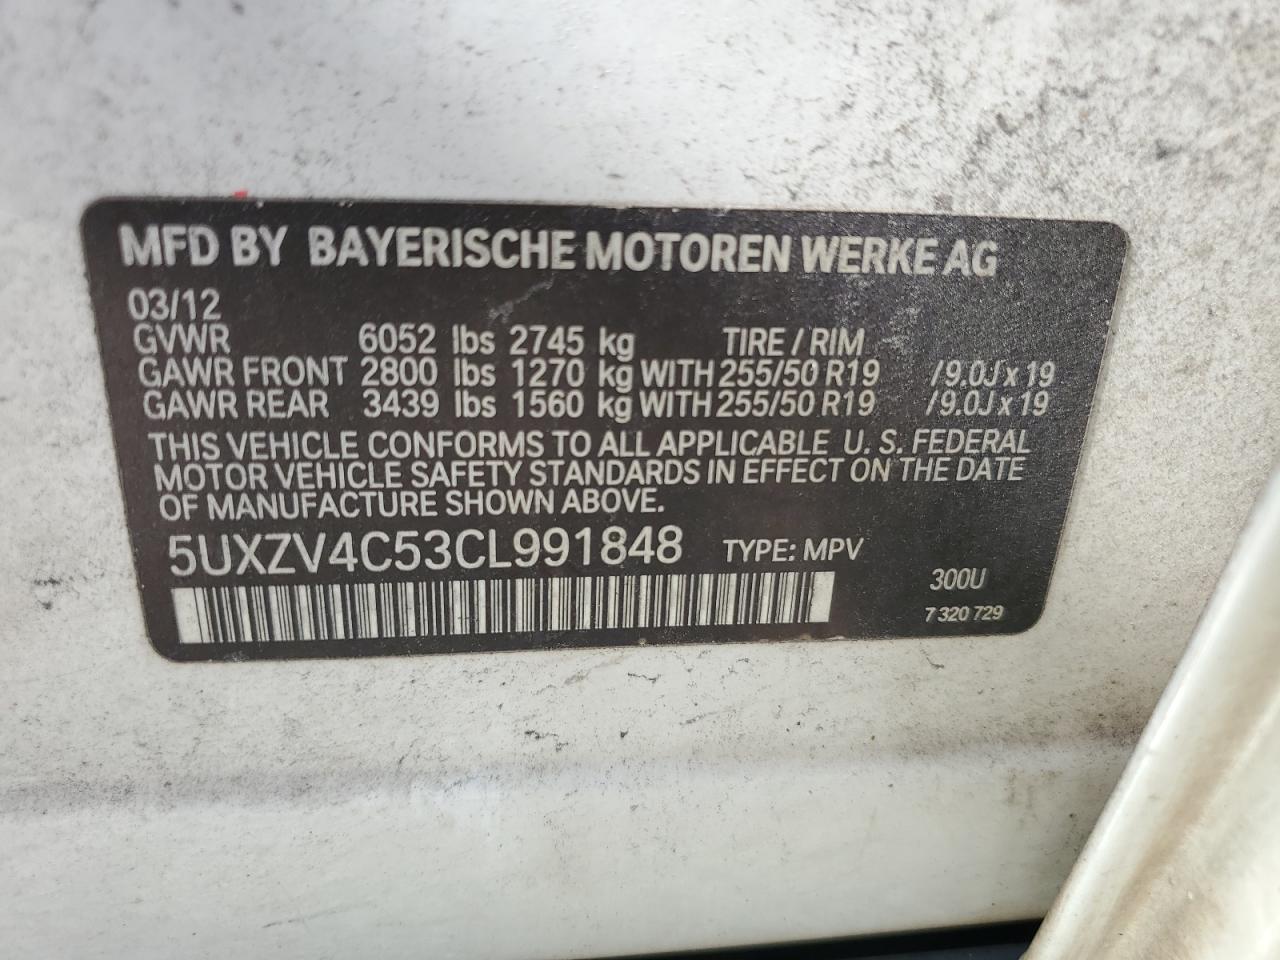 MFD BY BAYERISCHE MOTOREN WERKE AG
03/12
GVWR 6052 lbs 2745 kg TIRE / RIM
GAWR FRONT 2800 lbs 1270 kg WITH 255/50 R19 /9.0J x 19
GAWR REAR 3439 lbs 1560 kg WITH 255/50 R19 /9.0J x 19
THIS VEHICLE CONFORMS TO ALL APPLICABLE U. S. FEDERAL
MOTOR VEHICLE SAFETY STANDARDS IN EFFECT ON THE DATE
OF MANUFACTURE SHOWN ABOVE.
5UXZV4C53CL991848 TYPE: MPV
300U
7 320 729